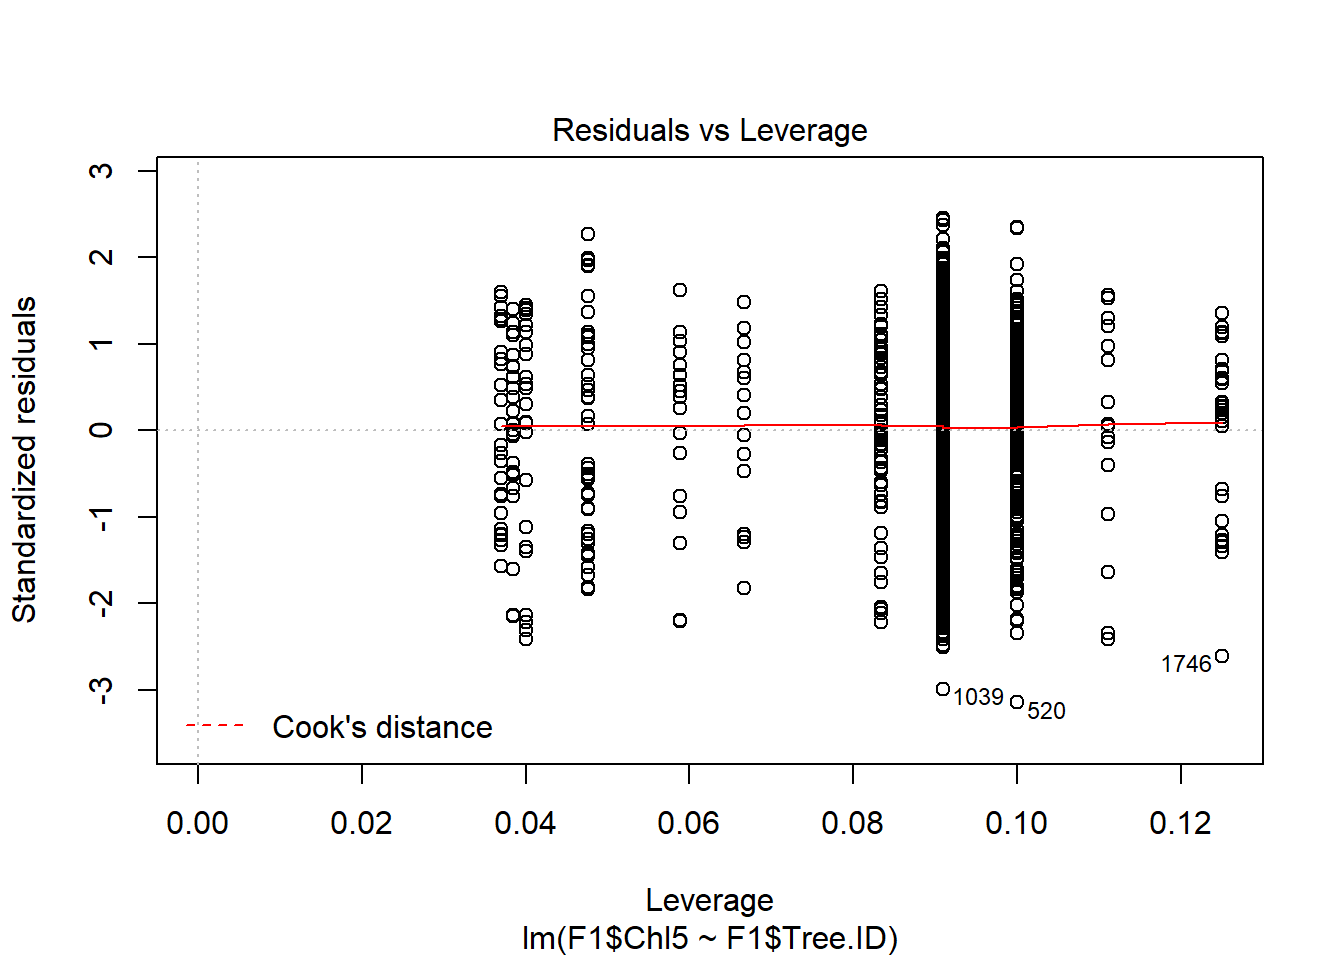 Residuals vs Leverage
Standardized residuals
3
2
1
0
-1
-2
-3
1746
1039
520
Cook's distance
0.00 0.02 0.04 0.06 0.08 0.10 0.12
Leverage
lm(F1$Chl5 ~ F1$Tree.ID)